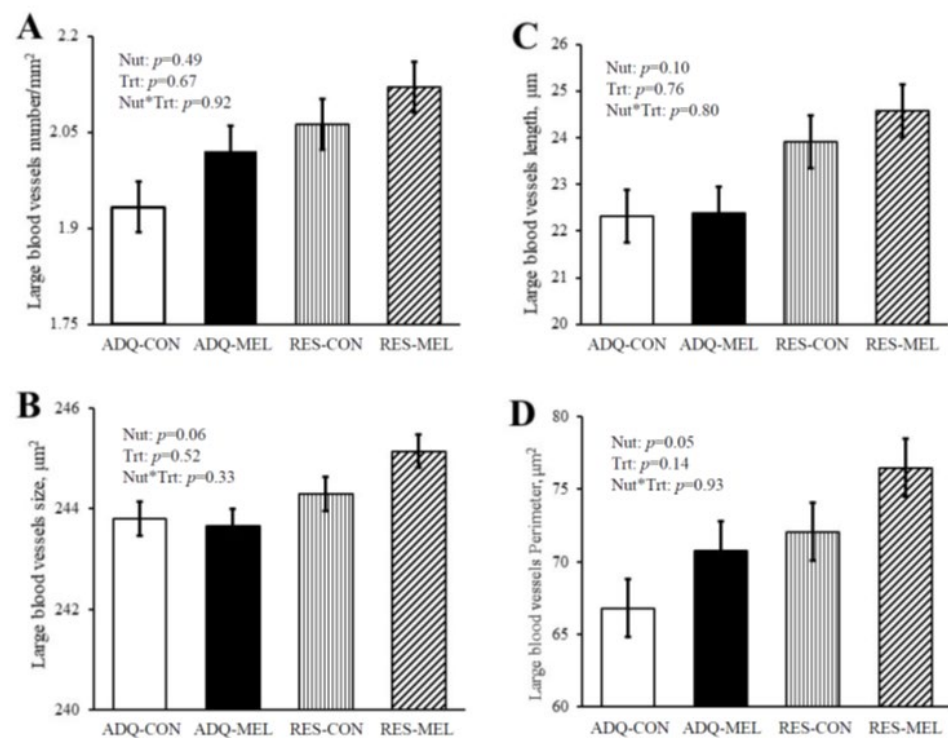 A
Large blood vessels number/mm²
2.2
2.05
1.9
1.75
Nut: p=0.49
Trt: p=0.67
Nut*Trt: p=0.92
ADQ-CON ADQ-MEL RES-CON RES-MEL
C
Large blood vessels length, µm
26
25
24
23
22
21
20
Nut: p=0.10
Trt: p=0.76
Nut*Trt: p=0.80
ADQ-CON ADQ-MEL RES-CON RES-MEL
B
Large blood vessels size, µm²
246
244
242
240
Nut: p=0.06
Trt: p=0.52
Nut*Trt: p=0.33
ADQ-CON ADQ-MEL RES-CON RES-MEL
D
Large blood vessels Perimeter, µm²
80
75
70
65
60
Nut: p=0.05
Trt: p=0.14
Nut*Trt: p=0.93
ADQ-CON ADQ-MEL RES-CON RES-MEL